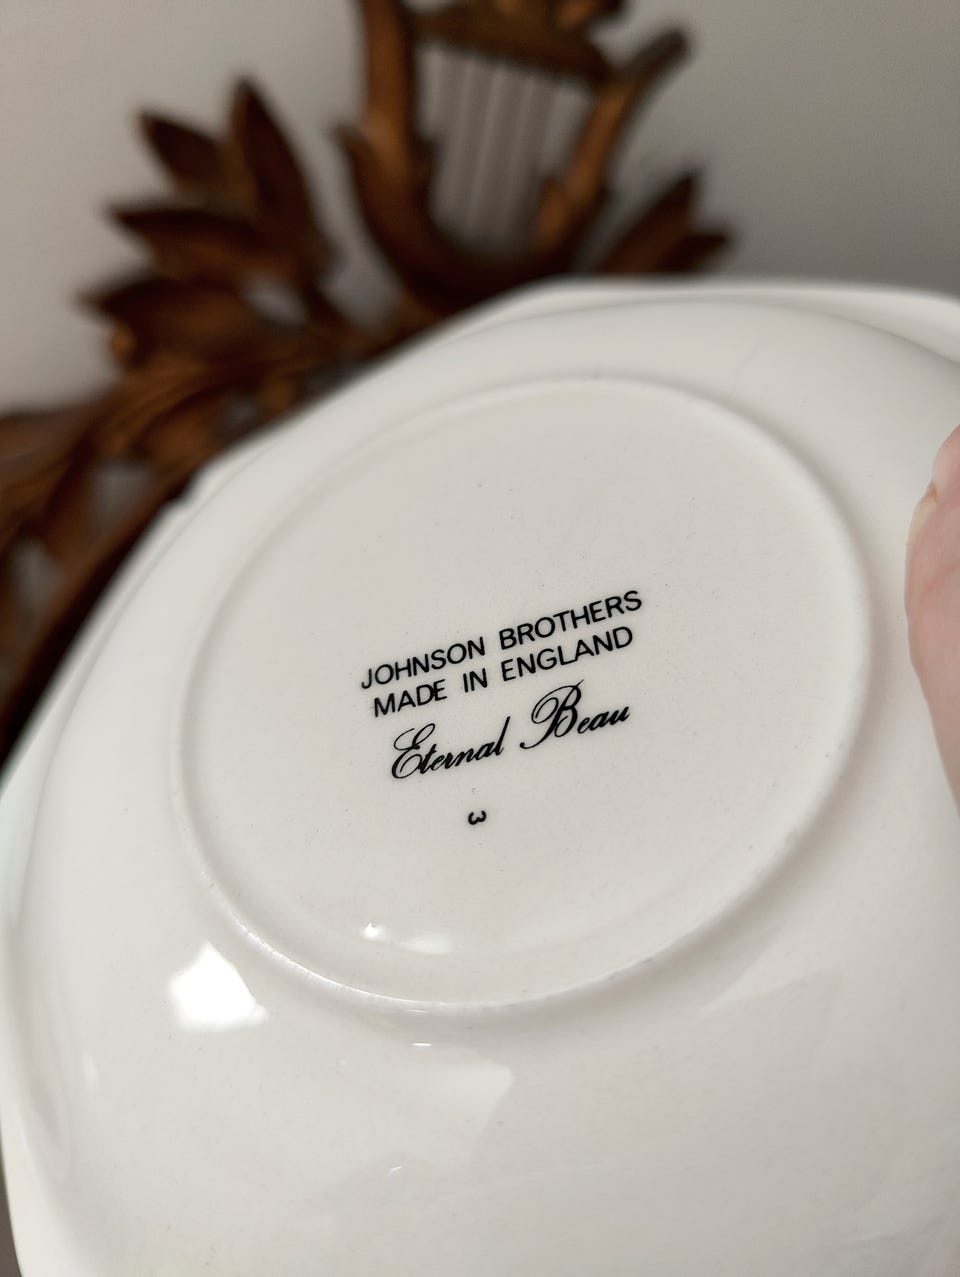 JOHNSON BROTHERS
MADE IN ENGLAND
Eternal Beau
3